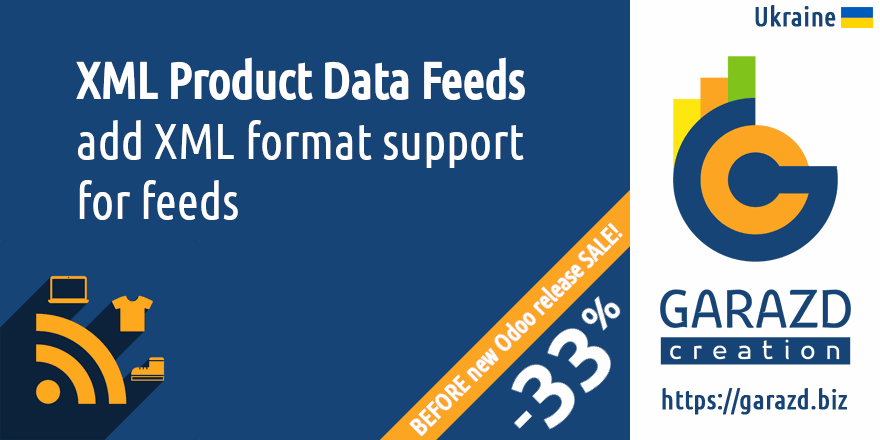 Ukraine
XML Product Data Feeds
add XML format support
for feeds
BEFORE new Odoo release SALE!
-33%
GARAZD
creation
https://garazd.biz